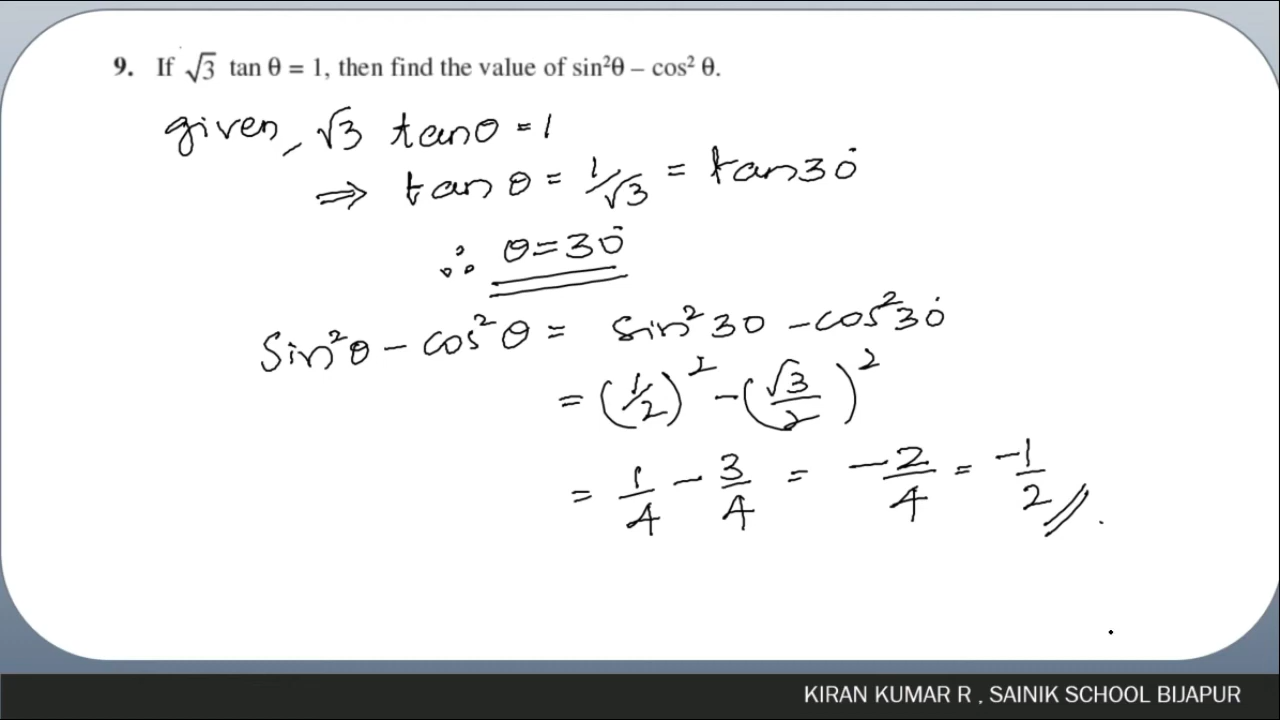 9. If √3 tan θ = 1, then find the value of sin²θ – cos² θ.
given, √3 tanθ = 1
⇒ tan θ = 1/√3 = tan30°
∴ θ = 30°
Sin²θ – cos²θ = sin²30 – cos²30°
= (1/2)² – (√3/2)²
= 1/4 – 3/4 = –2/4 = –1/2 //.
KIRAN KUMAR R , SAINIK SCHOOL BIJAPUR